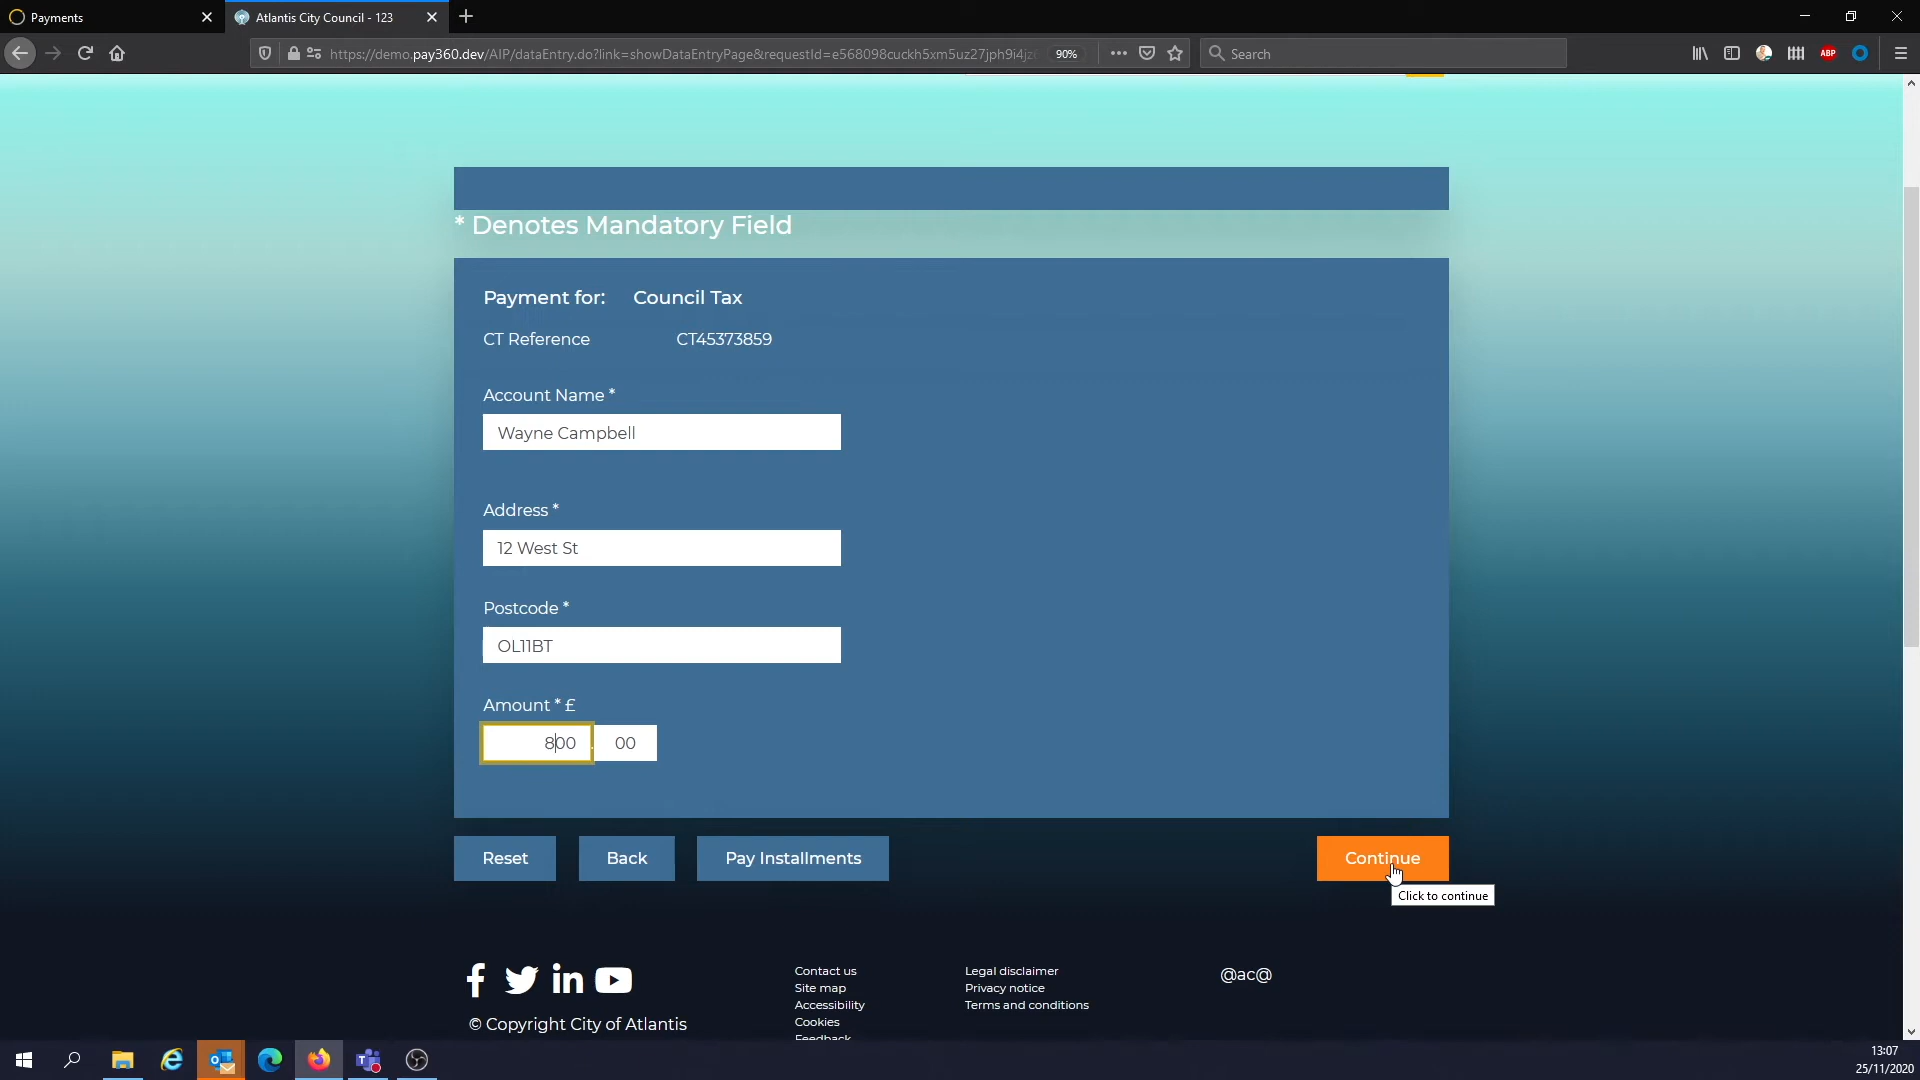 Payments
Atlantis City Council - 123
https://demo.pay360.dev/AIP/dataEntry.do?link=showDataEntryPage&requestId=e568098cuckh5xm5uz27jph9i4jz
90%
Search
ABP
* Denotes Mandatory Field
Payment for: Council Tax
CT Reference CT45373859
Account Name *
Wayne Campbell
Address *
12 West St
Postcode *
OL11BT
Amount * £
800 . 00
Reset Back Pay Installments Continue
Click to continue
Contact us
Site map
Accessibility
Cookies
Feedback
Legal disclaimer
Privacy notice
Terms and conditions
@ac@
© Copyright City of Atlantis
13:07
25/11/2020